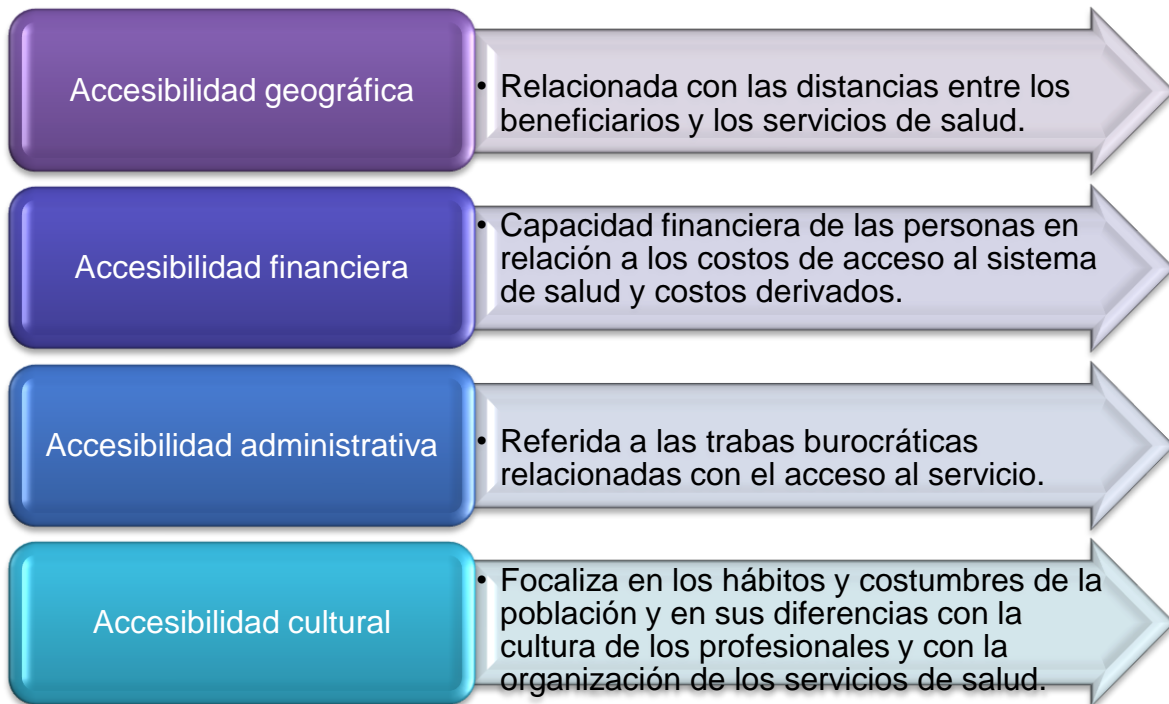 Accesibilidad geográfica
• Relacionada con las distancias entre los
beneficiarios y los servicios de salud.
Accesibilidad financiera
• Capacidad financiera de las personas en
relación a los costos de acceso al sistema
de salud y costos derivados.
Accesibilidad administrativa
• Referida a las trabas burocráticas
relacionadas con el acceso al servicio.
Accesibilidad cultural
• Focaliza en los hábitos y costumbres de la
población y en sus diferencias con la
cultura de los profesionales y con la
organización de los servicios de salud.